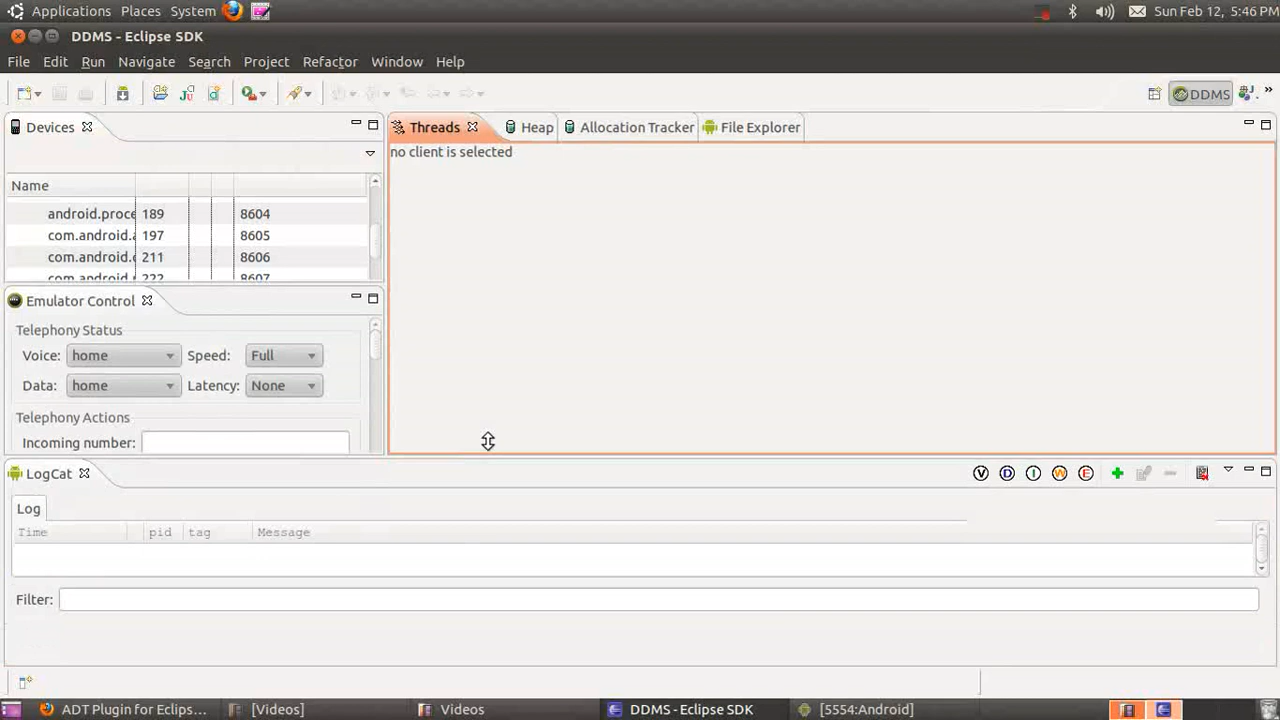 Applications Places System Sun Feb 12, 5:46 PM
DDMS - Eclipse SDK
File Edit Run Navigate Search Project Refactor Window Help
DDMS
Devices
Threads Heap Allocation Tracker File Explorer
no client is selected
Name
android.proce 189 8604
com.android.a 197 8605
com.android. 211 8606
com.android. 222 8607
Emulator Control
Telephony Status
Voice: home Speed: Full
Data: home Latency: None
Telephony Actions
Incoming number:
LogCat
V D I W E
Log
Time pid tag Message
Filter:
ADT Plugin for Eclips... [Videos] Videos DDMS - Eclipse SDK [5554:Android]